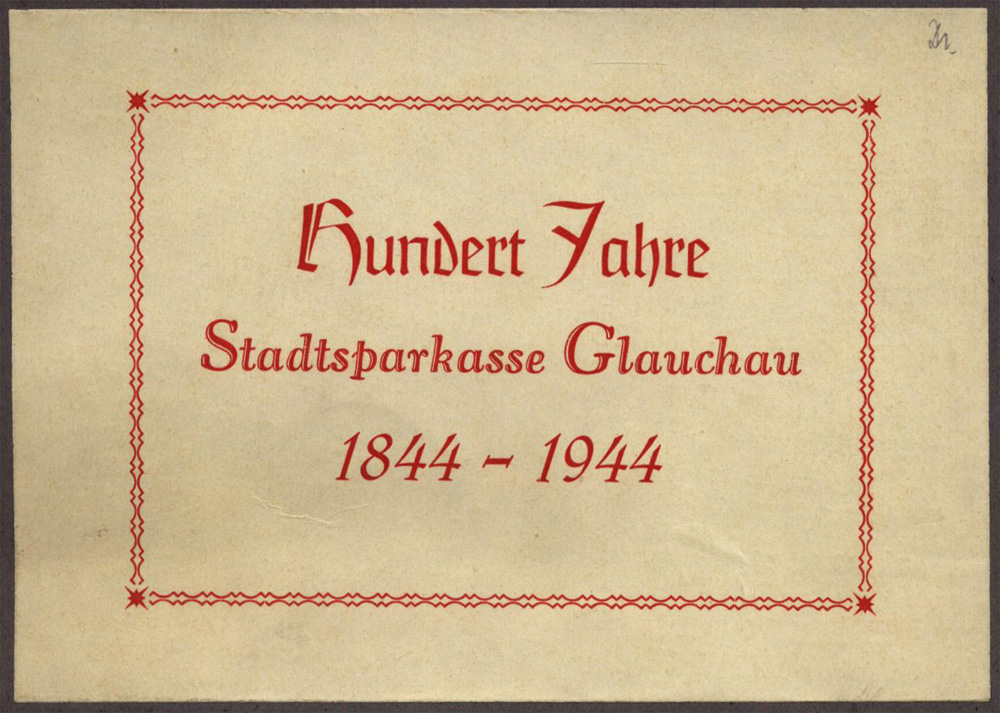 Hundert Jahre
Stadtsparkasse Glauchau
1844 - 1944